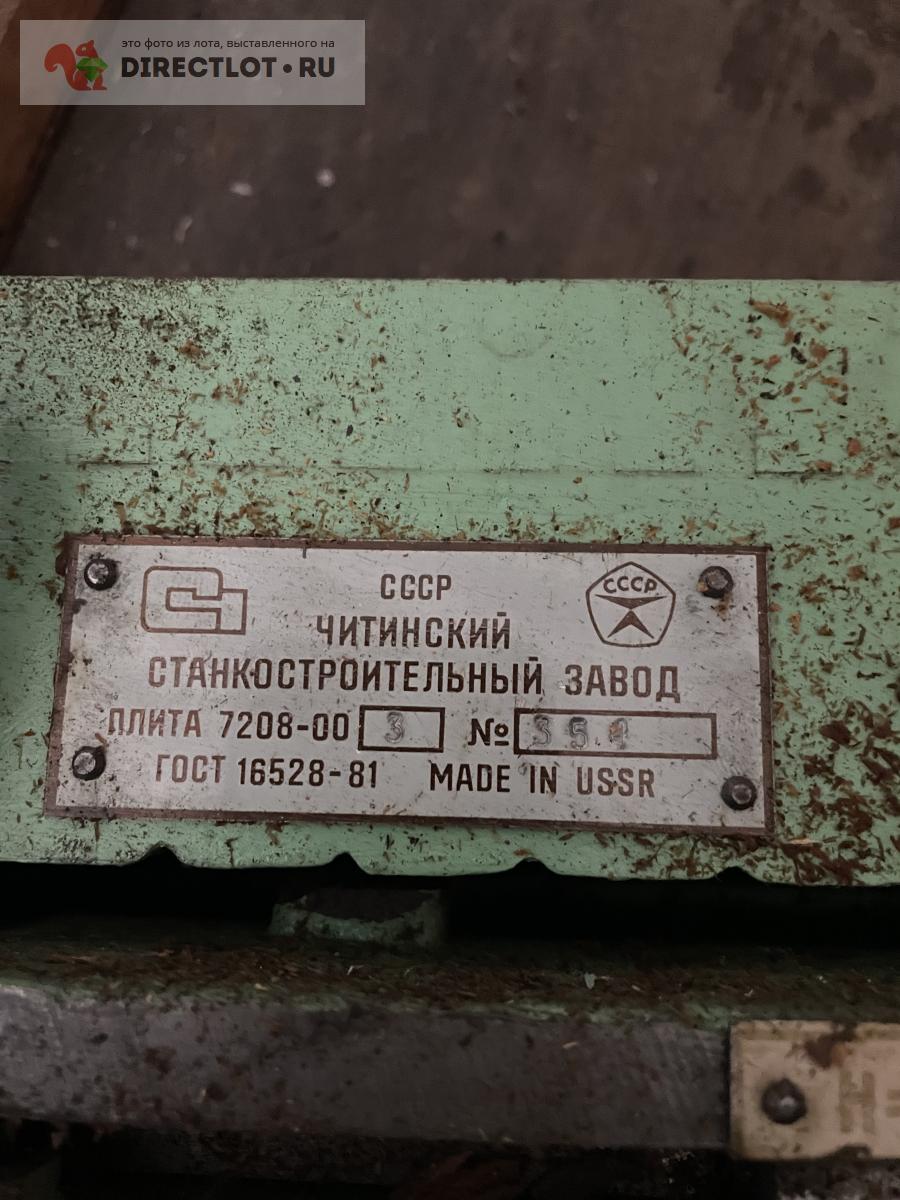 это фото из лота, выставленного на
DIRECTLOT.RU
СССР
СССР
ЧИТИНСКИЙ
СТАНКОСТРОИТЕЛЬНЫЙ ЗАВОД
ПЛИТА 7208-00 3 №
ГОСТ 16528-81 MADE IN USSR